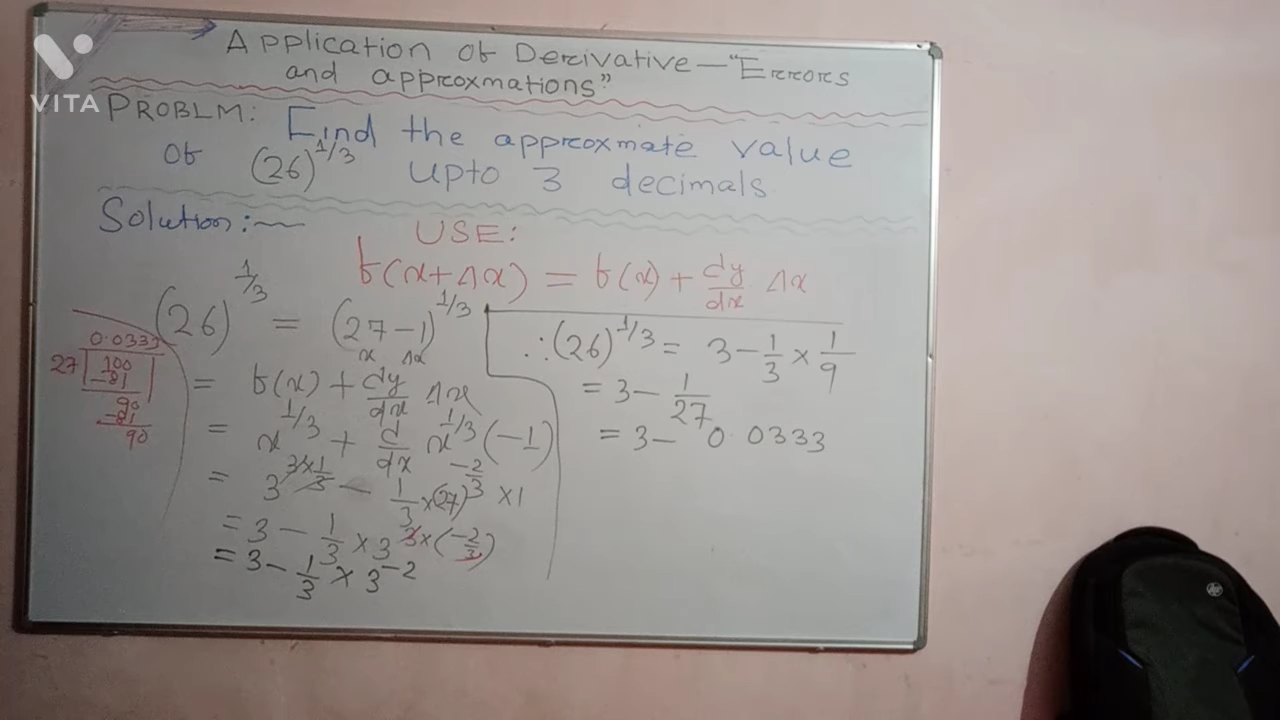 VITA
Application of Derivative — "Errors
and approxmations"
PROBLM: Find the approxmate value
of (26)^1/3 upto 3 decimals
Solution:—
USE:
f(x+Δx) = f(x) + dy/dx . Δx
(26)^1/3 = (27-1)^1/3
x Δx
= f(x) + dy/dx Δx
= x^1/3 + d/dx x^1/3 (-1)
= 3^3×1/3 - 1/3 × (27)^-2/3 × 1
= 3 - 1/3 × 3^3×(-2/3)
= 3 - 1/3 × 3^-2
0.0333
27 100
-81
90
-81
90
∴ (26)^1/3 = 3 - 1/3 × 1/9
= 3 - 1/27
= 3 - 0.0333
hp